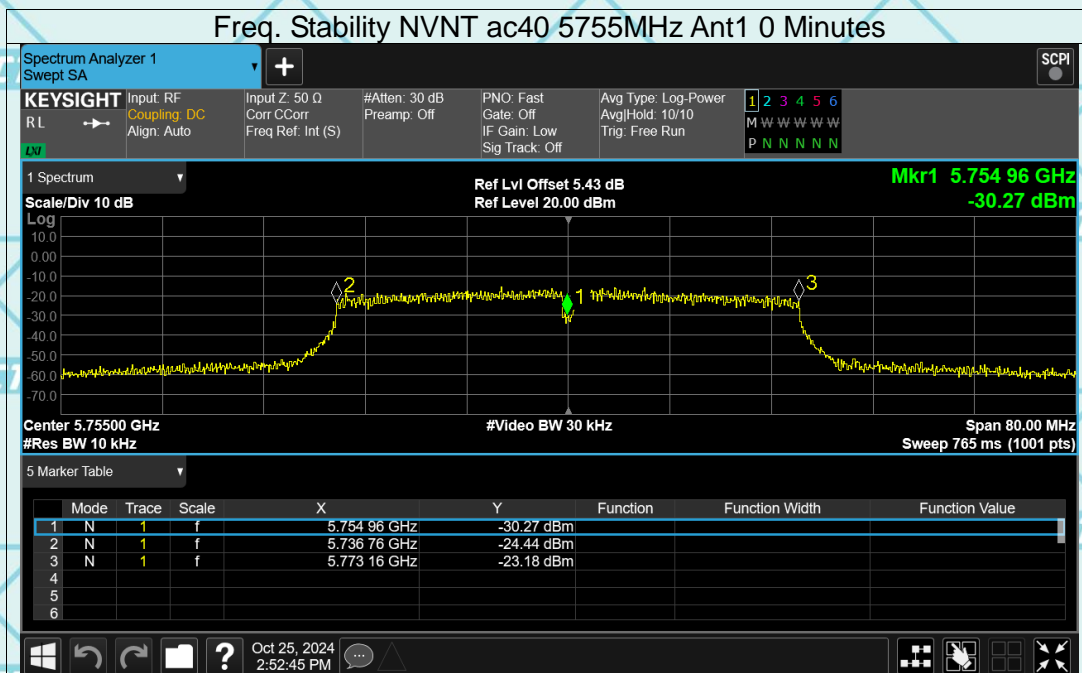 Freq. Stability NVNT ac40 5755MHz Ant1 0 Minutes
Spectrum Analyzer 1
Swept SA
+
SCPI
KEYSIGHT
RL
LXI
Input: RF
Coupling: DC
Align: Auto
Input Z: 50 Ω
Corr CCorr
Freq Ref: Int (S)
#Atten: 30 dB
Preamp: Off
PNO: Fast
Gate: Off
IF Gain: Low
Sig Track: Off
Avg Type: Log-Power
Avg|Hold: 10/10
Trig: Free Run
1 2 3 4 5 6
M W W W W W
P N N N N N
1 Spectrum
Scale/Div 10 dB
Ref Lvl Offset 5.43 dB
Ref Level 20.00 dBm
Mkr1 5.754 96 GHz
-30.27 dBm
Log
10.0
0.00
-10.0
-20.0
-30.0
-40.0
-50.0
-60.0
-70.0
2
1
3
Center 5.75500 GHz
#Video BW 30 kHz
Span 80.00 MHz
#Res BW 10 kHz
Sweep 765 ms (1001 pts)
5 Marker Table
Mode Trace Scale X Y Function Function Width Function Value
1 N 1 f 5.754 96 GHz -30.27 dBm
2 N 1 f 5.736 76 GHz -24.44 dBm
3 N 1 f 5.773 16 GHz -23.18 dBm
4
5
6
?
Oct 25, 2024
2:52:45 PM